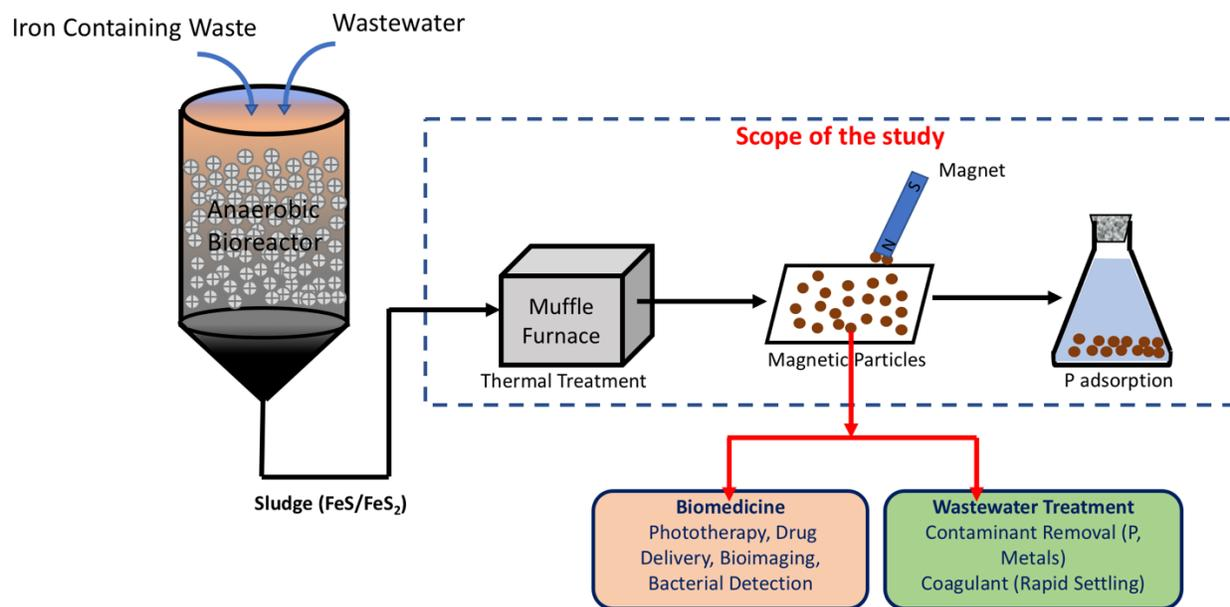 Iron Containing Waste
Wastewater
Scope of the study
Magnet
S
N
Anaerobic
Bioreactor
Muffle
Furnace
Thermal Treatment
Magnetic Particles
P adsorption
Sludge (FeS/FeS₂)
Biomedicine
Phototherapy, Drug
Delivery, Bioimaging,
Bacterial Detection
Wastewater Treatment
Contaminant Removal (P,
Metals)
Coagulant (Rapid Settling)